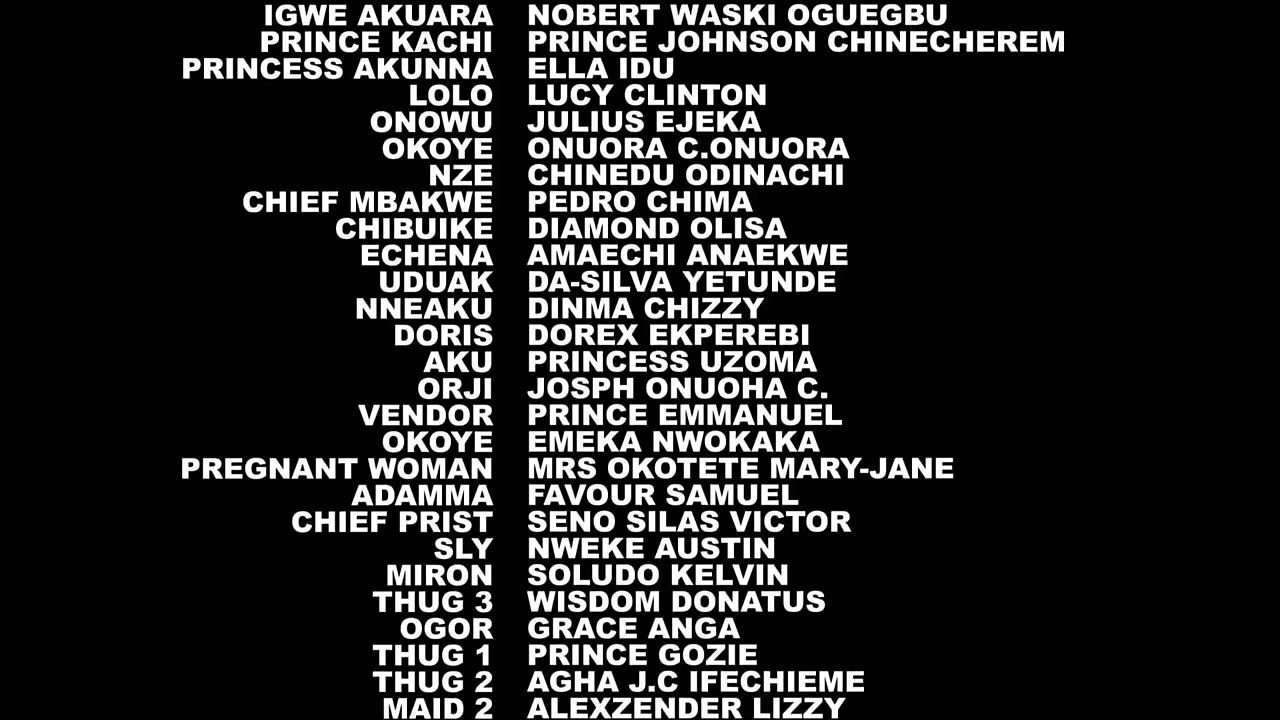 IGWE AKUARA NOBERT WASKI OGUEGBU
PRINCE KACHI PRINCE JOHNSON CHINECHEREM
PRINCESS AKUNNA ELLA IDU
LOLO LUCY CLINTON
ONOWU JULIUS EJEKA
OKOYE ONUORA C.ONUORA
NZE CHINEDU ODINACHI
CHIEF MBAKWE PEDRO CHIMA
CHIBUIKE DIAMOND OLISA
ECHENA AMAECHI ANAEKWE
UDUAK DA-SILVA YETUNDE
NNEAKU DINMA CHIZZY
DORIS DOREX EKPEREBI
AKU PRINCESS UZOMA
ORJI JOSPH ONUOHA C.
VENDOR PRINCE EMMANUEL
OKOYE EMEKA NWOKAKA
PREGNANT WOMAN MRS OKOTETE MARY-JANE
ADAMMA FAVOUR SAMUEL
CHIEF PRIST SENO SILAS VICTOR
SLY NWEKE AUSTIN
MIRON SOLUDO KELVIN
THUG 3 WISDOM DONATUS
OGOR GRACE ANGA
THUG 1 PRINCE GOZIE
THUG 2 AGHA J.C IFECHIEME
MAID 2 ALEXZENDER LIZZY